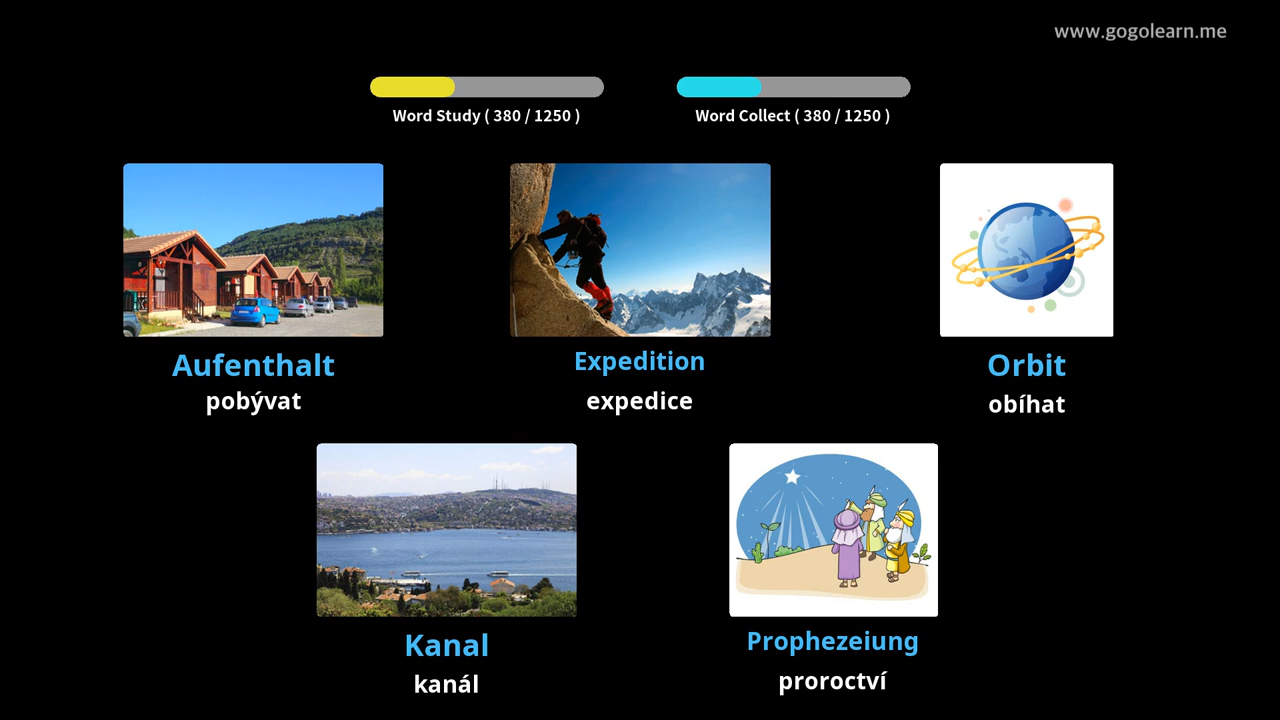 www.gogolearn.me
Word Study ( 380 / 1250 )
Word Collect ( 380 / 1250 )
Aufenthalt
pobývat
Expedition
expedice
Orbit
obíhat
Kanal
kanál
Prophezeiung
proroctví